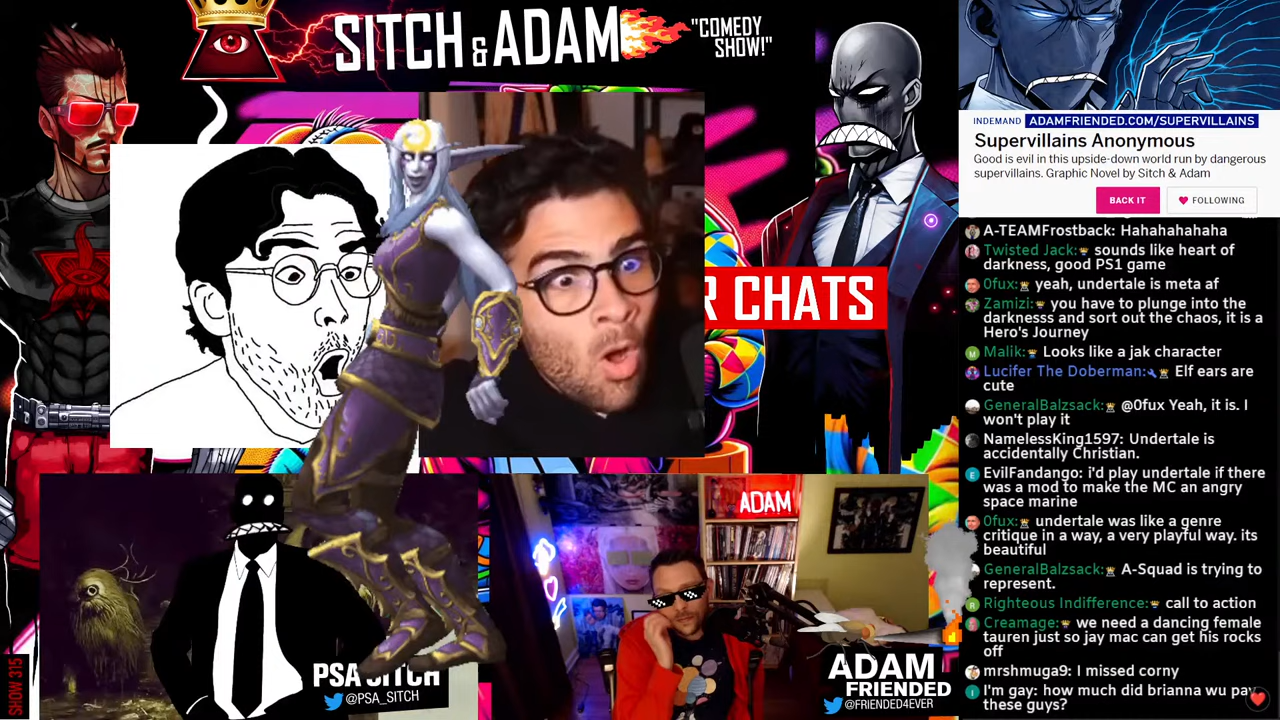 SITCH & ADAM
"COMEDY
SHOW!"
INDEMAND ADAMFRIENDED.COM/SUPERVILLAINS
Supervillains Anonymous
Good is evil in this upside-down world run by dangerous
supervillains. Graphic Novel by Sitch & Adam
BACK IT
FOLLOWING
R CHATS
A-TEAMFrostback: Hahahahahaha
Twisted Jack: sounds like heart of
darkness, good PS1 game
0fux: yeah, undertale is meta af
Zamizi: you have to plunge into the
darknesss and sort out the chaos, it is a
Hero's Journey
M Malik: Looks like a jak character
Lucifer The Doberman: Elf ears are
cute
GeneralBalzsack: @0fux Yeah, it is. I
won't play it
NamelessKing1597: Undertale is
accidentally Christian.
E EvilFandango: i'd play undertale if there
was a mod to make the MC an angry
space marine
0fux: undertale was like a genre
critique in a way, a very playful way. its
beautiful
GeneralBalzsack: A-Squad is trying to
represent.
R Righteous Indifference: call to action
Creamage: we need a dancing female
tauren just so jay mac can get his rocks
off
mrshmuga9: I missed corny
I I'm gay: how much did brianna wu pay
these guys?
ADAM
PSA SITCH
@PSA_SITCH
ADAM
FRIENDED
@FRIENDED4EVER
SHOW 315